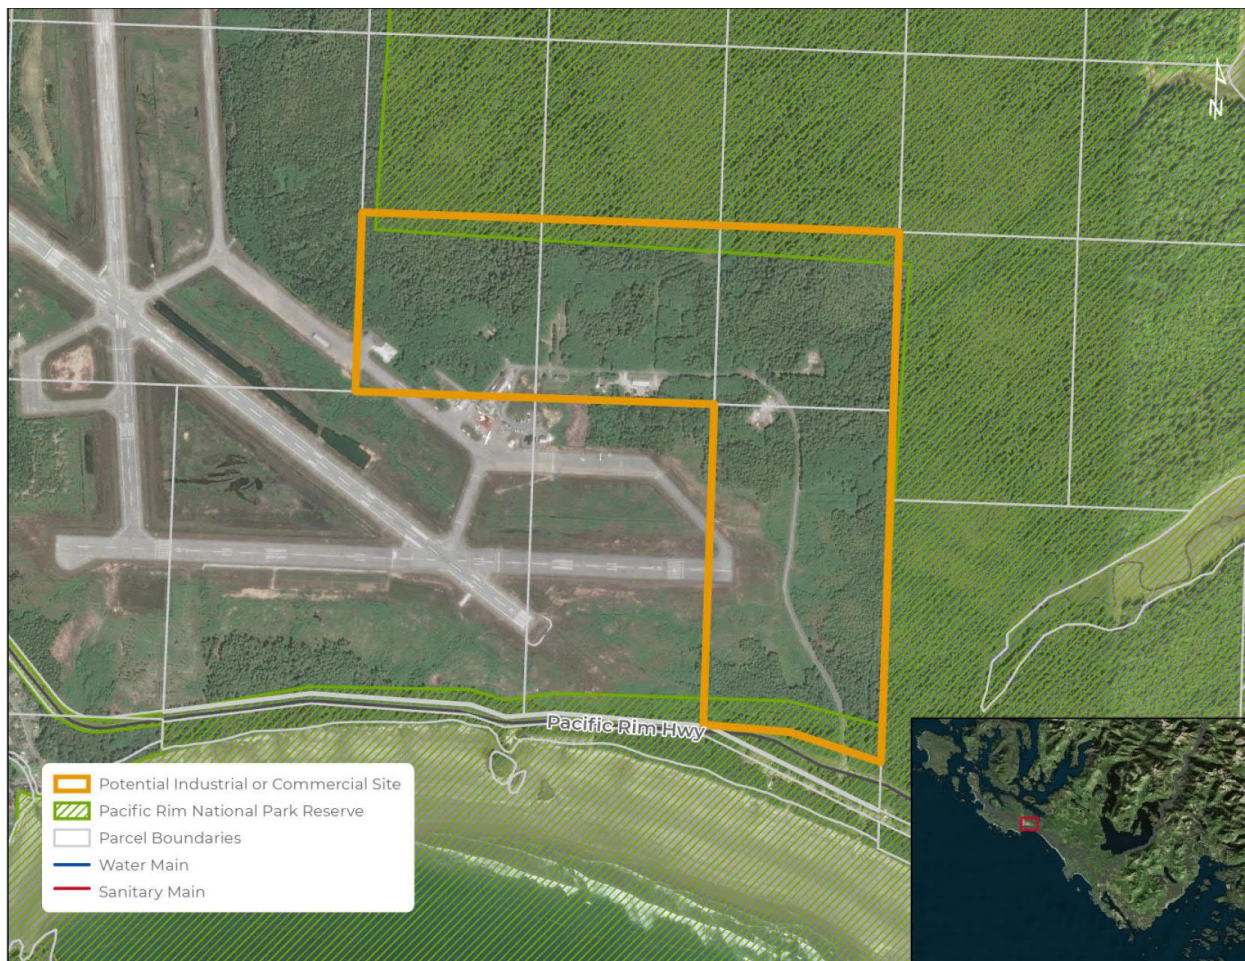 N
Pacific Rim Hwy
Potential Industrial or Commercial Site
Pacific Rim National Park Reserve
Parcel Boundaries
Water Main
Sanitary Main